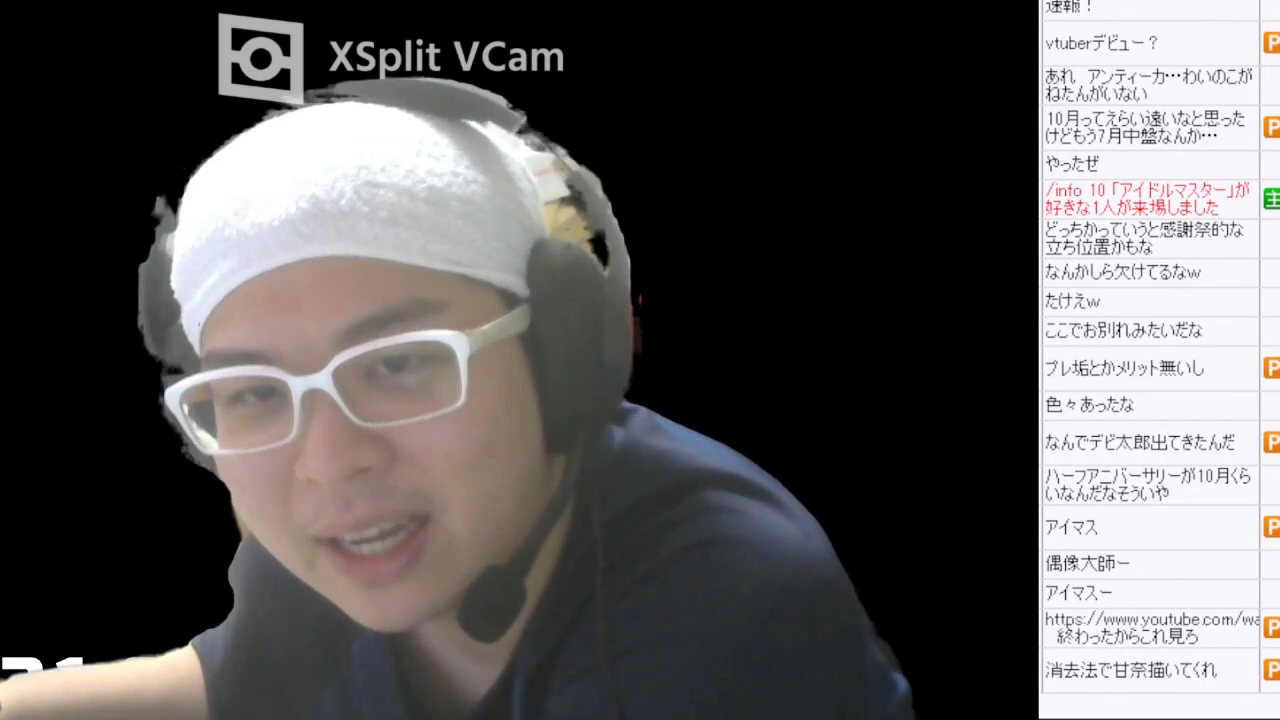 XSplit VCam
速報！
vtuberデビュー？
あれ　アンティーカ…わいのこが
ねたんがいない
10月ってえらい遠いなと思った
けどもう7月中盤なんか…
やったぜ
/info 10 「アイドルマスター」が
好きな1人が来場しました
どっちかっていうと感謝祭的な
立ち位置かもな
なんかしら欠けてるなw
たけえw
ここでお別れみたいだな
プレ垢とかメリット無いし
色々あったな
なんでデビ太郎出てきたんだ
ハーフアニバーサリーが10月くら
いなんだなそういや
アイマス
偶像大師ー
アイマスー
https://www.youtube.com/wa
終わったからこれ見ろ
消去法で甘奈描いてくれ
P
P
主
P
P
P
P
P